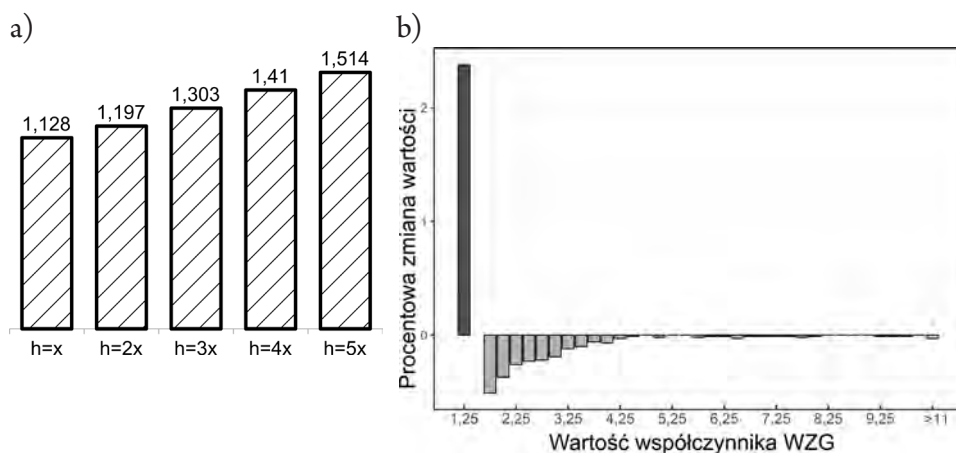 a)
1,128
1,197
1,303
1,41
1,514
h=x
h=2x
h=3x
h=4x
h=5x
b)
Procentowa zmiana wartości
2
1
0
1,25
2,25
3,25
4,25
5,25
6,25
7,25
8,25
9,25
≥11
Wartość współczynnika WZG